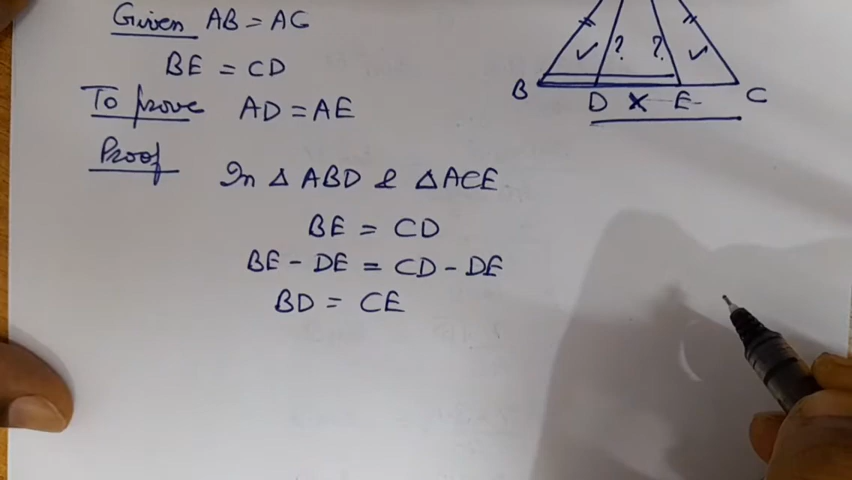 Given AB = AC
BE = CD
To prove AD = AE
Proof In Δ ABD & Δ ACE
BE = CD
BE - DE = CD - DE
BD = CE
? ?
B D X E C